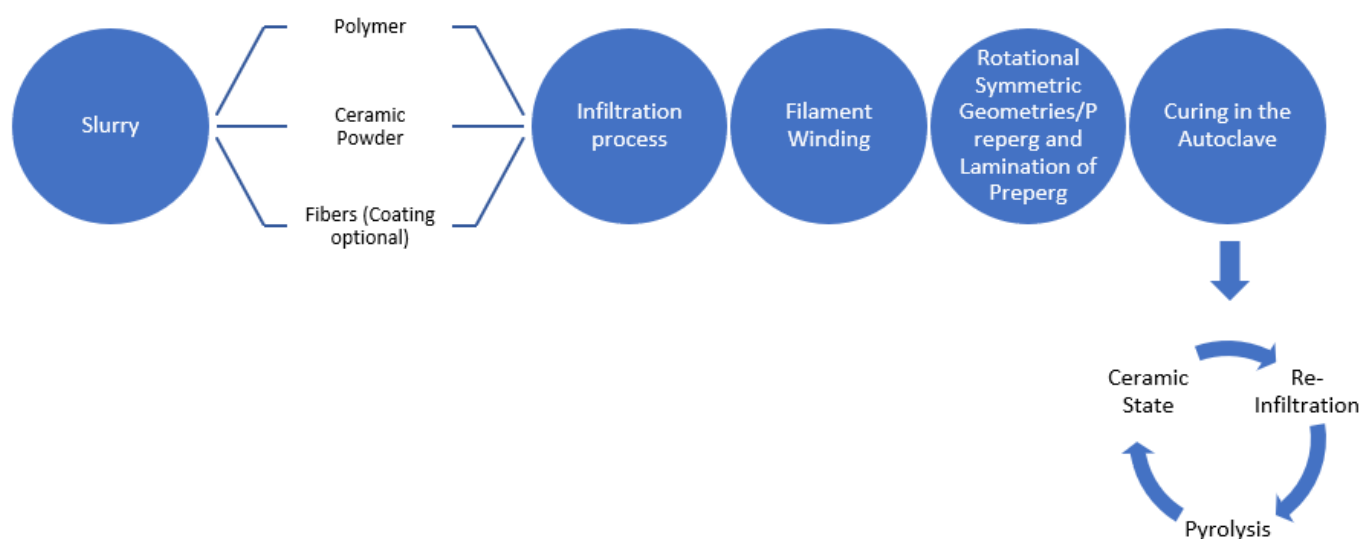 Slurry
Polymer
Ceramic
Powder
Fibers (Coating
optional)
Infiltration
process
Filament
Winding
Rotational
Symmetric
Geometries/P
reperg and
Lamination of
Preperg
Curing in the
Autoclave
Ceramic
State
Re-
Infiltration
Pyrolysis